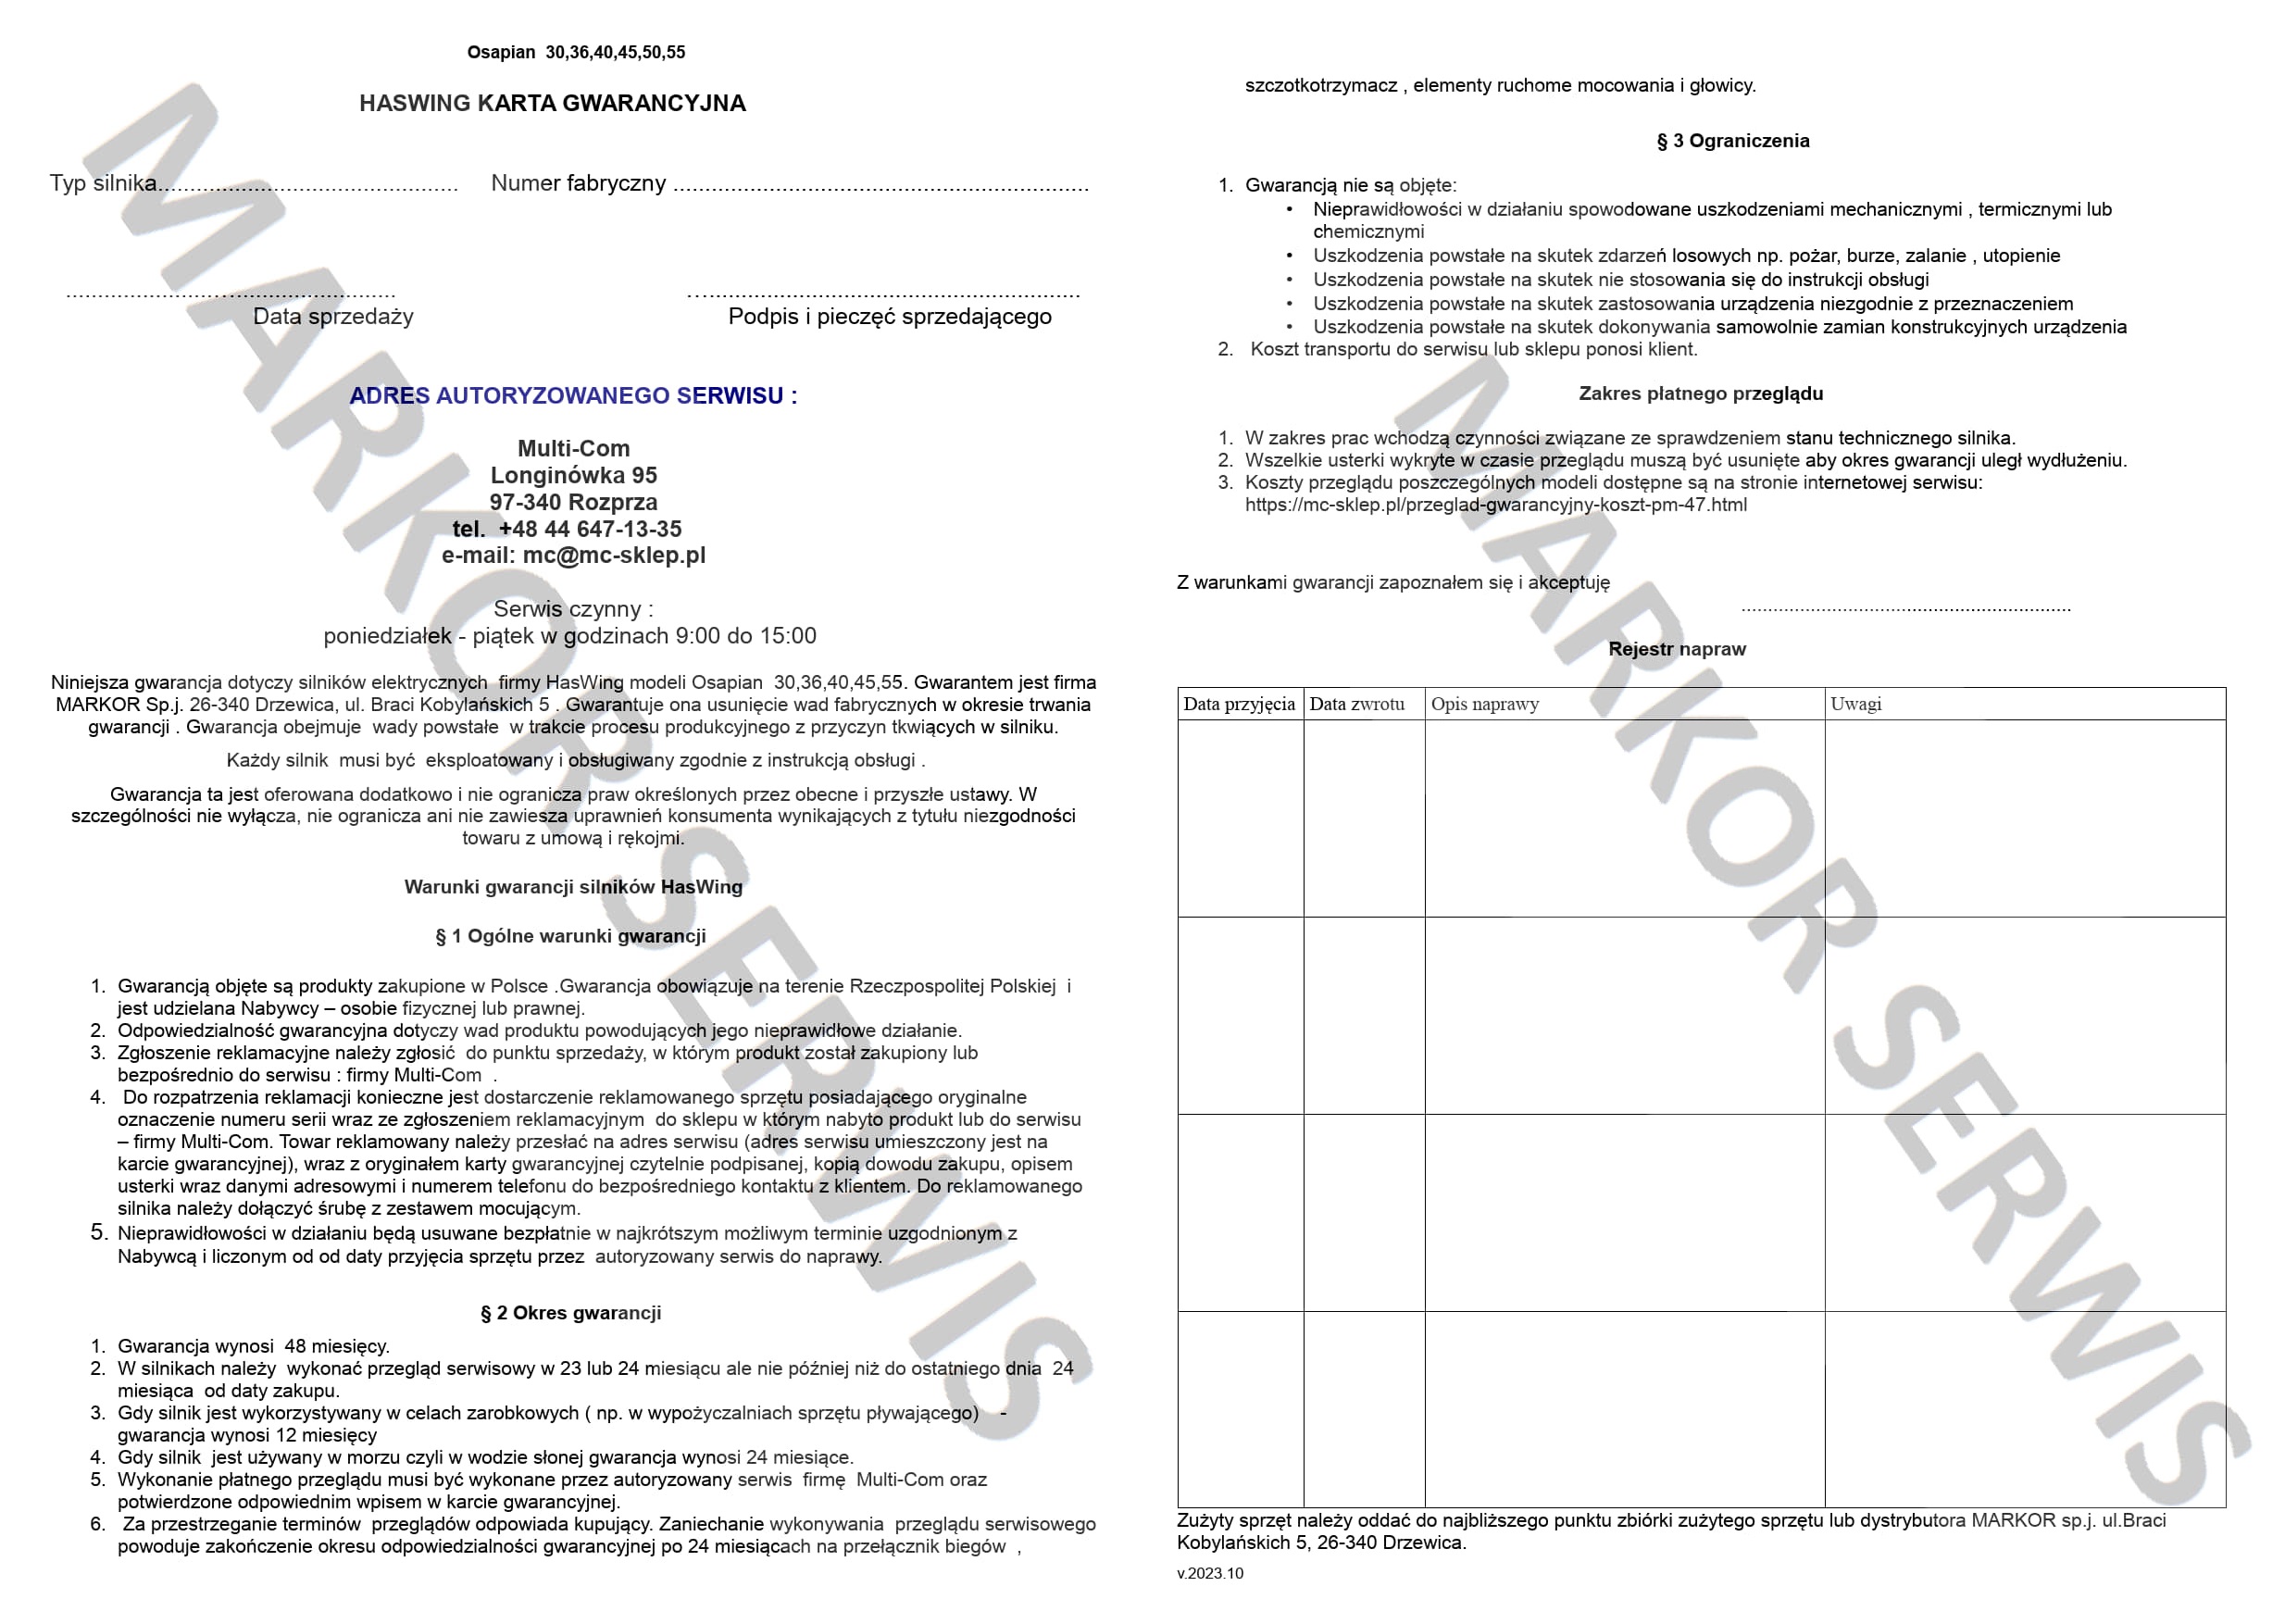 Osapian  30,36,40,45,50,55
HASWING KARTA GWARANCYJNA
Typ silnika............................................... Numer fabryczny .................................................................
.................................................... ...............................................................
Data sprzedaży Podpis i pieczęć sprzedającego
ADRES AUTORYZOWANEGO SERWISU :
Multi-Com
Longinówka 95
97-340 Rozprza
tel.  +48 44 647-13-35
e-mail: mc@mc-sklep.pl
Serwis czynny :
poniedziałek - piątek w godzinach 9:00 do 15:00
Niniejsza gwarancja dotyczy silników elektrycznych  firmy HasWing modeli Osapian  30,36,40,45,55. Gwarantem jest firma
MARKOR Sp.j. 26-340 Drzewica, ul. Braci Kobylańskich 5 . Gwarantuje ona usunięcie wad fabrycznych w okresie trwania
gwarancji . Gwarancja obejmuje  wady powstałe  w trakcie procesu produkcyjnego z przyczyn tkwiących w silniku.
Każdy silnik  musi być  eksploatowany i obsługiwany zgodnie z instrukcją obsługi .
Gwarancja ta jest oferowana dodatkowo i nie ogranicza praw określonych przez obecne i przyszłe ustawy. W
szczególności nie wyłącza, nie ogranicza ani nie zawiesza uprawnień konsumenta wynikających z tytułu niezgodności
towaru z umową i rękojmi.
Warunki gwarancji silników HasWing
§ 1 Ogólne warunki gwarancji
1. Gwarancją objęte są produkty zakupione w Polsce .Gwarancja obowiązuje na terenie Rzeczpospolitej Polskiej  i
jest udzielana Nabywcy – osobie fizycznej lub prawnej.
2. Odpowiedzialność gwarancyjna dotyczy wad produktu powodujących jego nieprawidłowe działanie.
3. Zgłoszenie reklamacyjne należy zgłosić  do punktu sprzedaży, w którym produkt został zakupiony lub
bezpośrednio do serwisu : firmy Multi-Com  .
4.  Do rozpatrzenia reklamacji konieczne jest dostarczenie reklamowanego sprzętu posiadającego oryginalne
oznaczenie numeru serii wraz ze zgłoszeniem reklamacyjnym  do sklepu w którym nabyto produkt lub do serwisu
– firmy Multi-Com. Towar reklamowany należy przesłać na adres serwisu (adres serwisu umieszczony jest na
karcie gwarancyjnej), wraz z oryginałem karty gwarancyjnej czytelnie podpisanej, kopią dowodu zakupu, opisem
usterki wraz danymi adresowymi i numerem telefonu do bezpośredniego kontaktu z klientem. Do reklamowanego
silnika należy dołączyć śrubę z zestawem mocującym.
5. Nieprawidłowości w działaniu będą usuwane bezpłatnie w najkrótszym możliwym terminie uzgodnionym z
Nabywcą i liczonym od od daty przyjęcia sprzętu przez  autoryzowany serwis do naprawy.
§ 2 Okres gwarancji
1. Gwarancja wynosi  48 miesięcy.
2. W silnikach należy  wykonać przegląd serwisowy w 23 lub 24 miesiącu ale nie później niż do ostatniego dnia  24
miesiąca  od daty zakupu.
3. Gdy silnik jest wykorzystywany w celach zarobkowych ( np. w wypożyczalniach sprzętu pływającego)    -
gwarancja wynosi 12 miesięcy
4. Gdy silnik  jest używany w morzu czyli w wodzie słonej gwarancja wynosi 24 miesiące.
5. Wykonanie płatnego przeglądu musi być wykonane przez autoryzowany serwis  firmę  Multi-Com oraz
potwierdzone odpowiednim wpisem w karcie gwarancyjnej.
6.  Za przestrzeganie terminów  przeglądów odpowiada kupujący. Zaniechanie wykonywania  przeglądu serwisowego
powoduje zakończenie okresu odpowiedzialności gwarancyjnej po 24 miesiącach na przełącznik biegów  ,
MARKOR SERWIS
szczotkotrzymacz , elementy ruchome mocowania i głowicy.
§ 3 Ograniczenia
1. Gwarancją nie są objęte:
• Nieprawidłowości w działaniu spowodowane uszkodzeniami mechanicznymi , termicznymi lub
chemicznymi
• Uszkodzenia powstałe na skutek zdarzeń losowych np. pożar, burze, zalanie , utopienie
• Uszkodzenia powstałe na skutek nie stosowania się do instrukcji obsługi
• Uszkodzenia powstałe na skutek zastosowania urządzenia niezgodnie z przeznaczeniem
• Uszkodzenia powstałe na skutek dokonywania samowolnie zamian konstrukcyjnych urządzenia
2.  Koszt transportu do serwisu lub sklepu ponosi klient.
Zakres płatnego przeglądu
1. W zakres prac wchodzą czynności związane ze sprawdzeniem stanu technicznego silnika.
2. Wszelkie usterki wykryte w czasie przeglądu muszą być usunięte aby okres gwarancji uległ wydłużeniu.
3. Koszty przeglądu poszczególnych modeli dostępne są na stronie internetowej serwisu:
https://mc-sklep.pl/przeglad-gwarancyjny-koszt-pm-47.html
Z warunkami gwarancji zapoznałem się i akceptuję
..............................................................
Rejestr napraw
Data przyjęcia Data zwrotu Opis naprawy Uwagi
Zużyty sprzęt należy oddać do najbliższego punktu zbiórki zużytego sprzętu lub dystrybutora MARKOR sp.j. ul.Braci
Kobylańskich 5, 26-340 Drzewica.
v.2023.10
MARKOR SERWIS